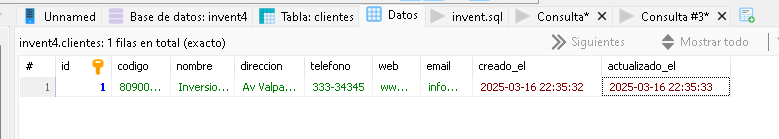 Unnamed Base de datos: invent4 Tabla: clientes Datos invent.sql Consulta* Consulta #3*
invent4.clientes: 1 filas en total (exacto) Siguientes Mostrar todo
# id codigo nombre direccion telefono web email creado_el actualizado_el
1 1 80900... Inversio... Av Valpa... 333-34345 ww... info... 2025-03-16 22:35:32 2025-03-16 22:35:33